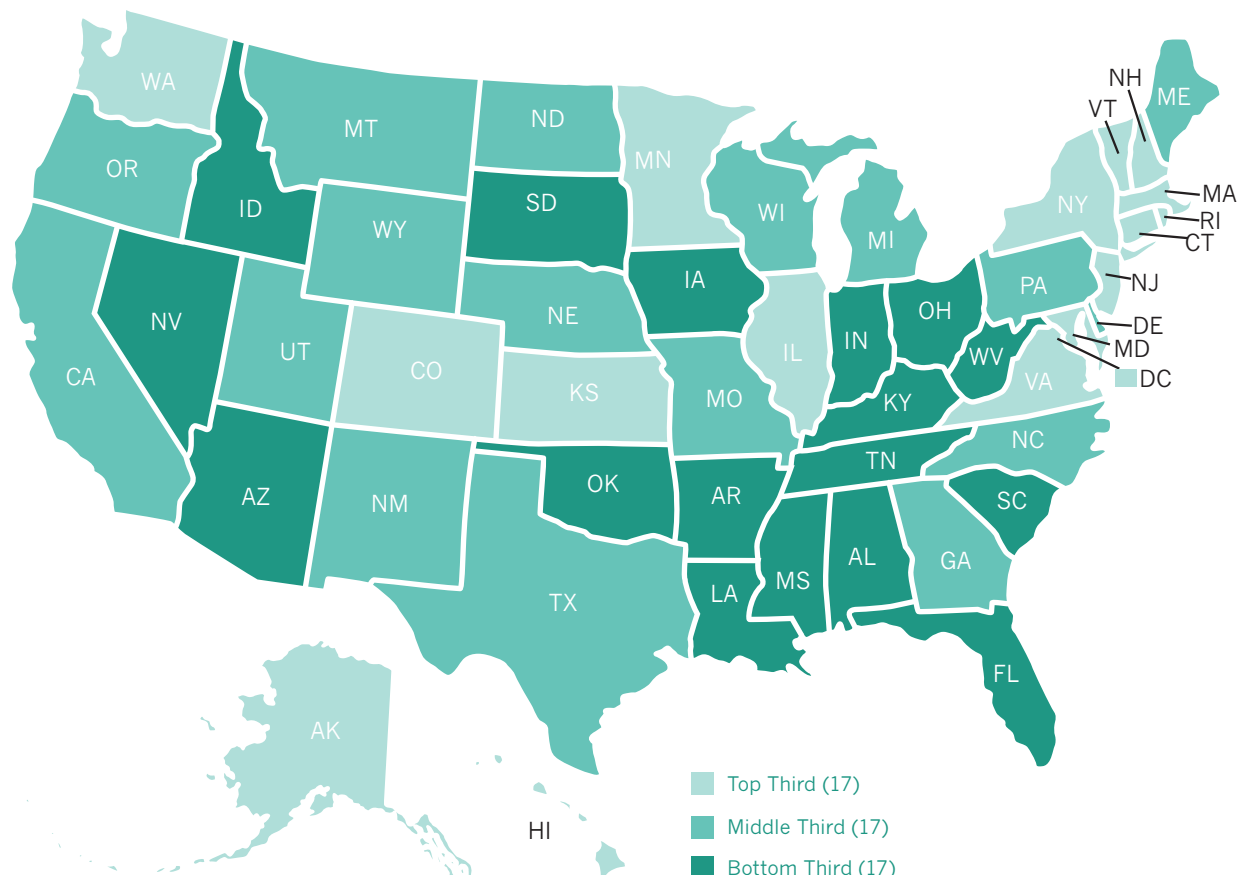 NH
ME
WA
VT
ND
MT
MN
OR
MA
SD
ID
NY
WI
RI
WY
MI
CT
IA
PA
NJ
NE
OH
NV
DE
IN
UT
MD
IL
WV
CO
CA
DC
VA
KS
MO
KY
NC
TN
OK
AR
AZ
SC
NM
AL
GA
MS
LA
TX
FL
AK
Top Third (17)
HI
Middle Third (17)
Bottom Third (17)